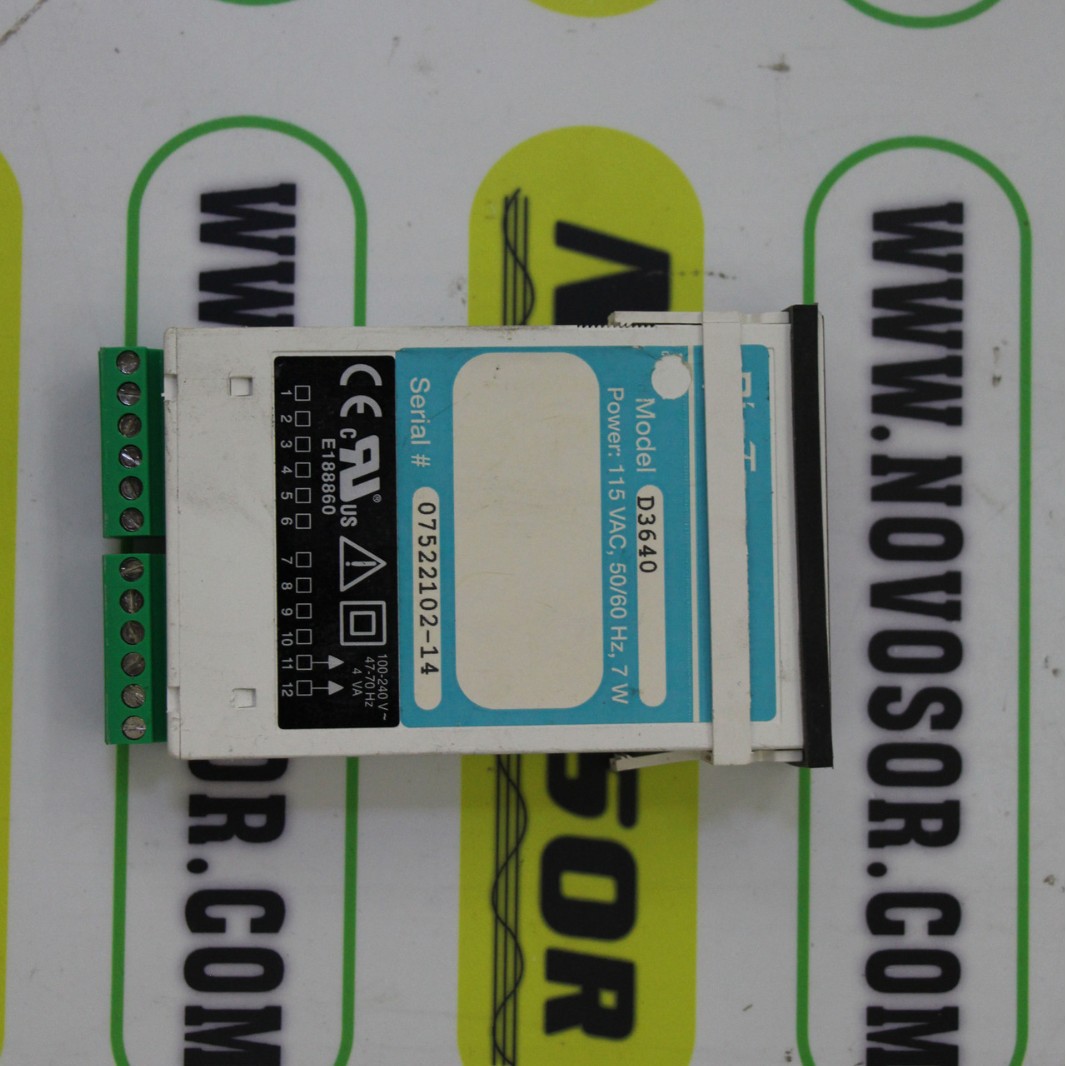 WWW.NOVOSOR.COM
SOR
Model D3640
Power: 115 VAC, 50/60 Hz, 7 W
Serial # 07522102-14
CE c UR ® US
E188860
100-240 V~
47-70 Hz
4 VA
1 2 3 4 5 6 7 8 9 10 11 12
OR.COM